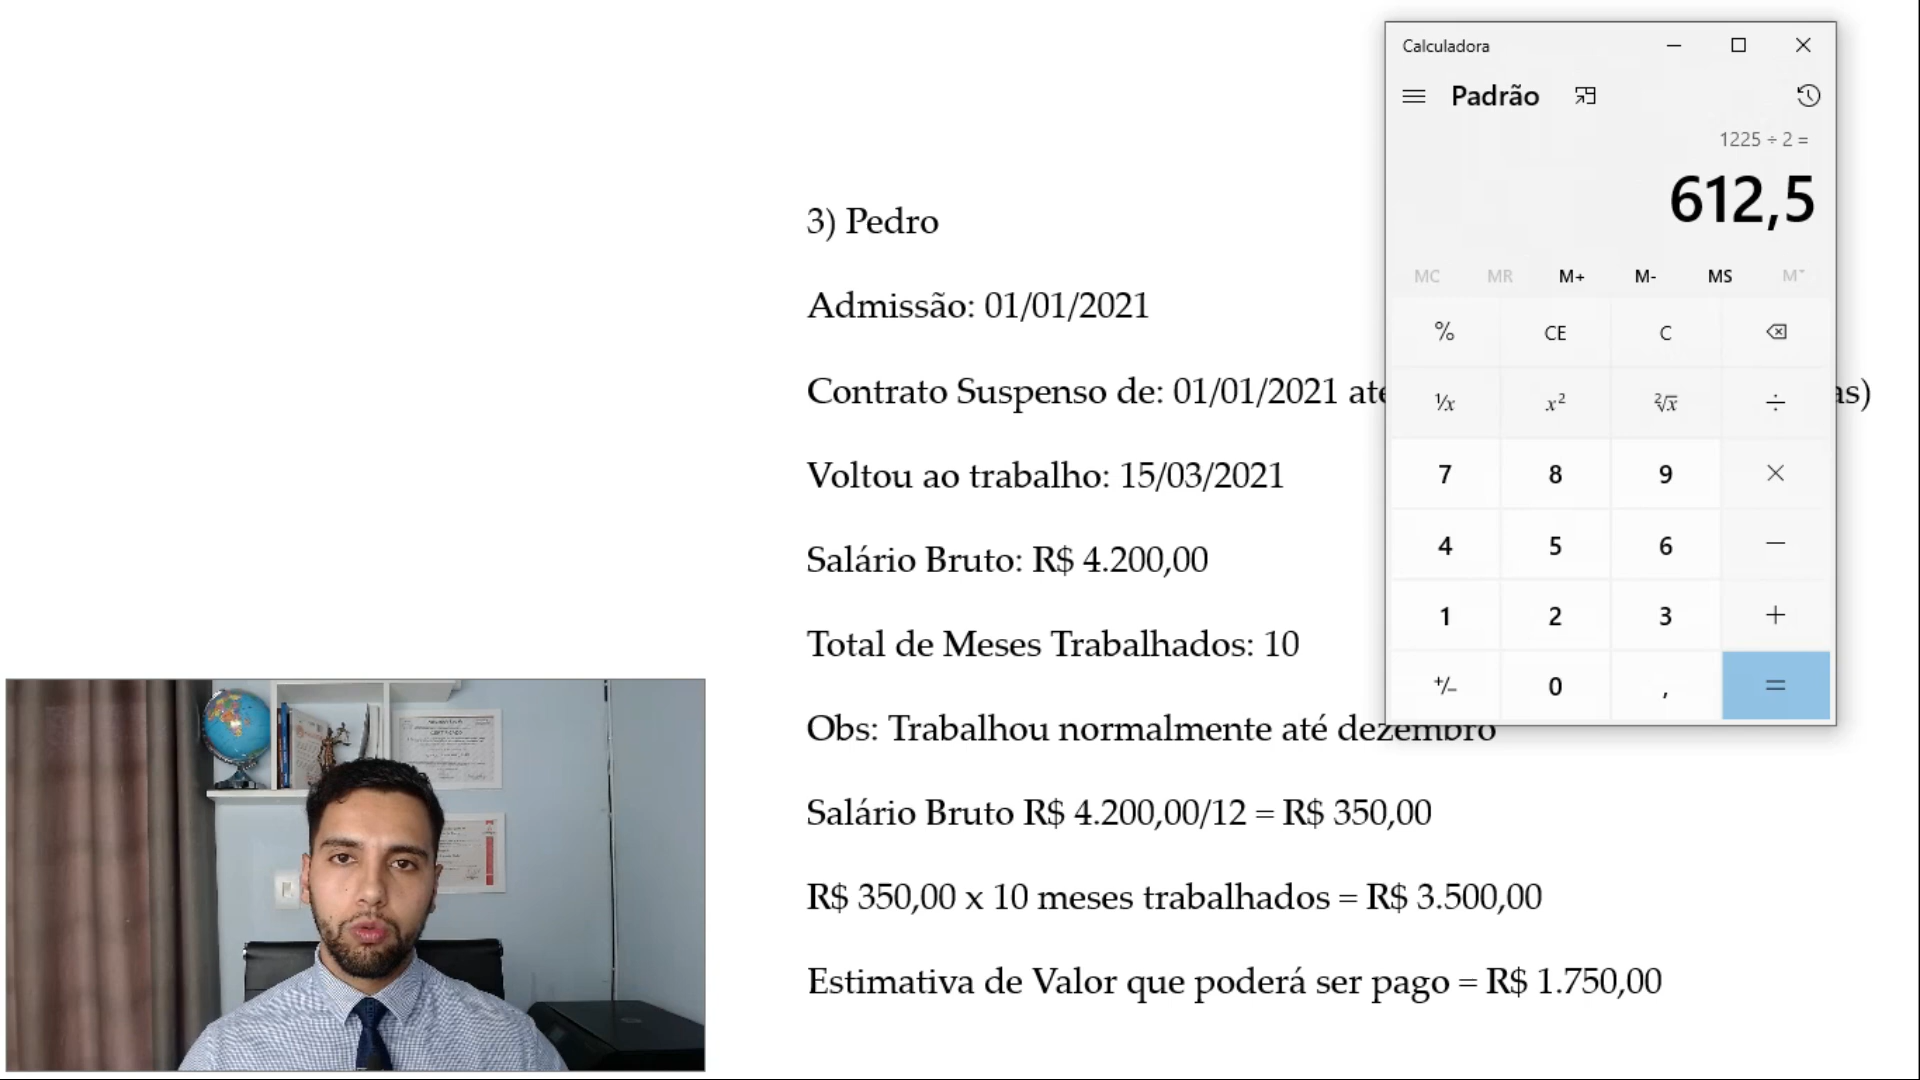 Calculadora
Padrão
1225 ÷ 2 =
612,5
MC MR M+ M- MS M˅
% CE C
¹/x x² ²√x ÷
7 8 9 ×
4 5 6 −
1 2 3 +
+/− 0 , =
3) Pedro
Admissão: 01/01/2021
Contrato Suspenso de: 01/01/2021 até as)
Voltou ao trabalho: 15/03/2021
Salário Bruto: R$ 4.200,00
Total de Meses Trabalhados: 10
Obs: Trabalhou normalmente até dezembro
Salário Bruto R$ 4.200,00/12 = R$ 350,00
R$ 350,00 x 10 meses trabalhados = R$ 3.500,00
Estimativa de Valor que poderá ser pago = R$ 1.750,00